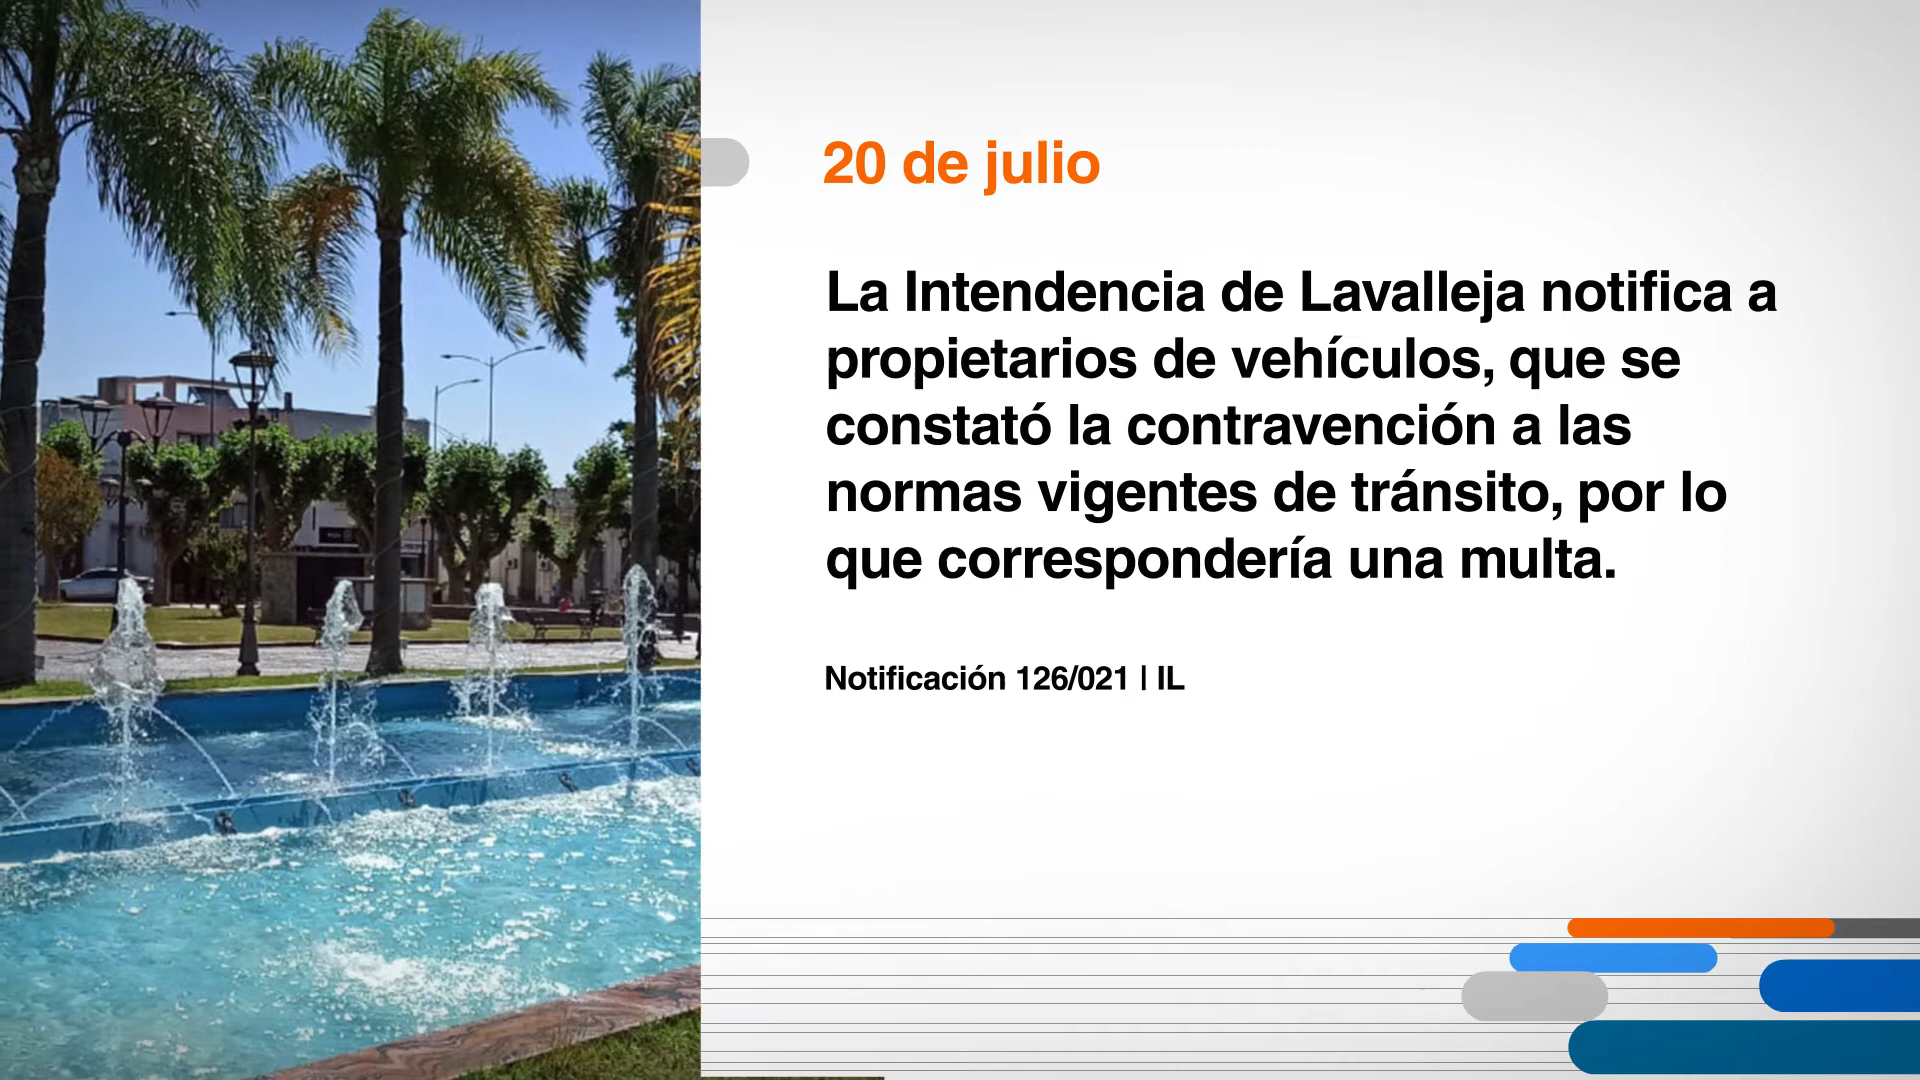 20 de julio
La Intendencia de Lavalleja notifica a
propietarios de vehículos, que se
constató la contravención a las
normas vigentes de tránsito, por lo
que correspondería una multa.
Notificación 126/021 | IL